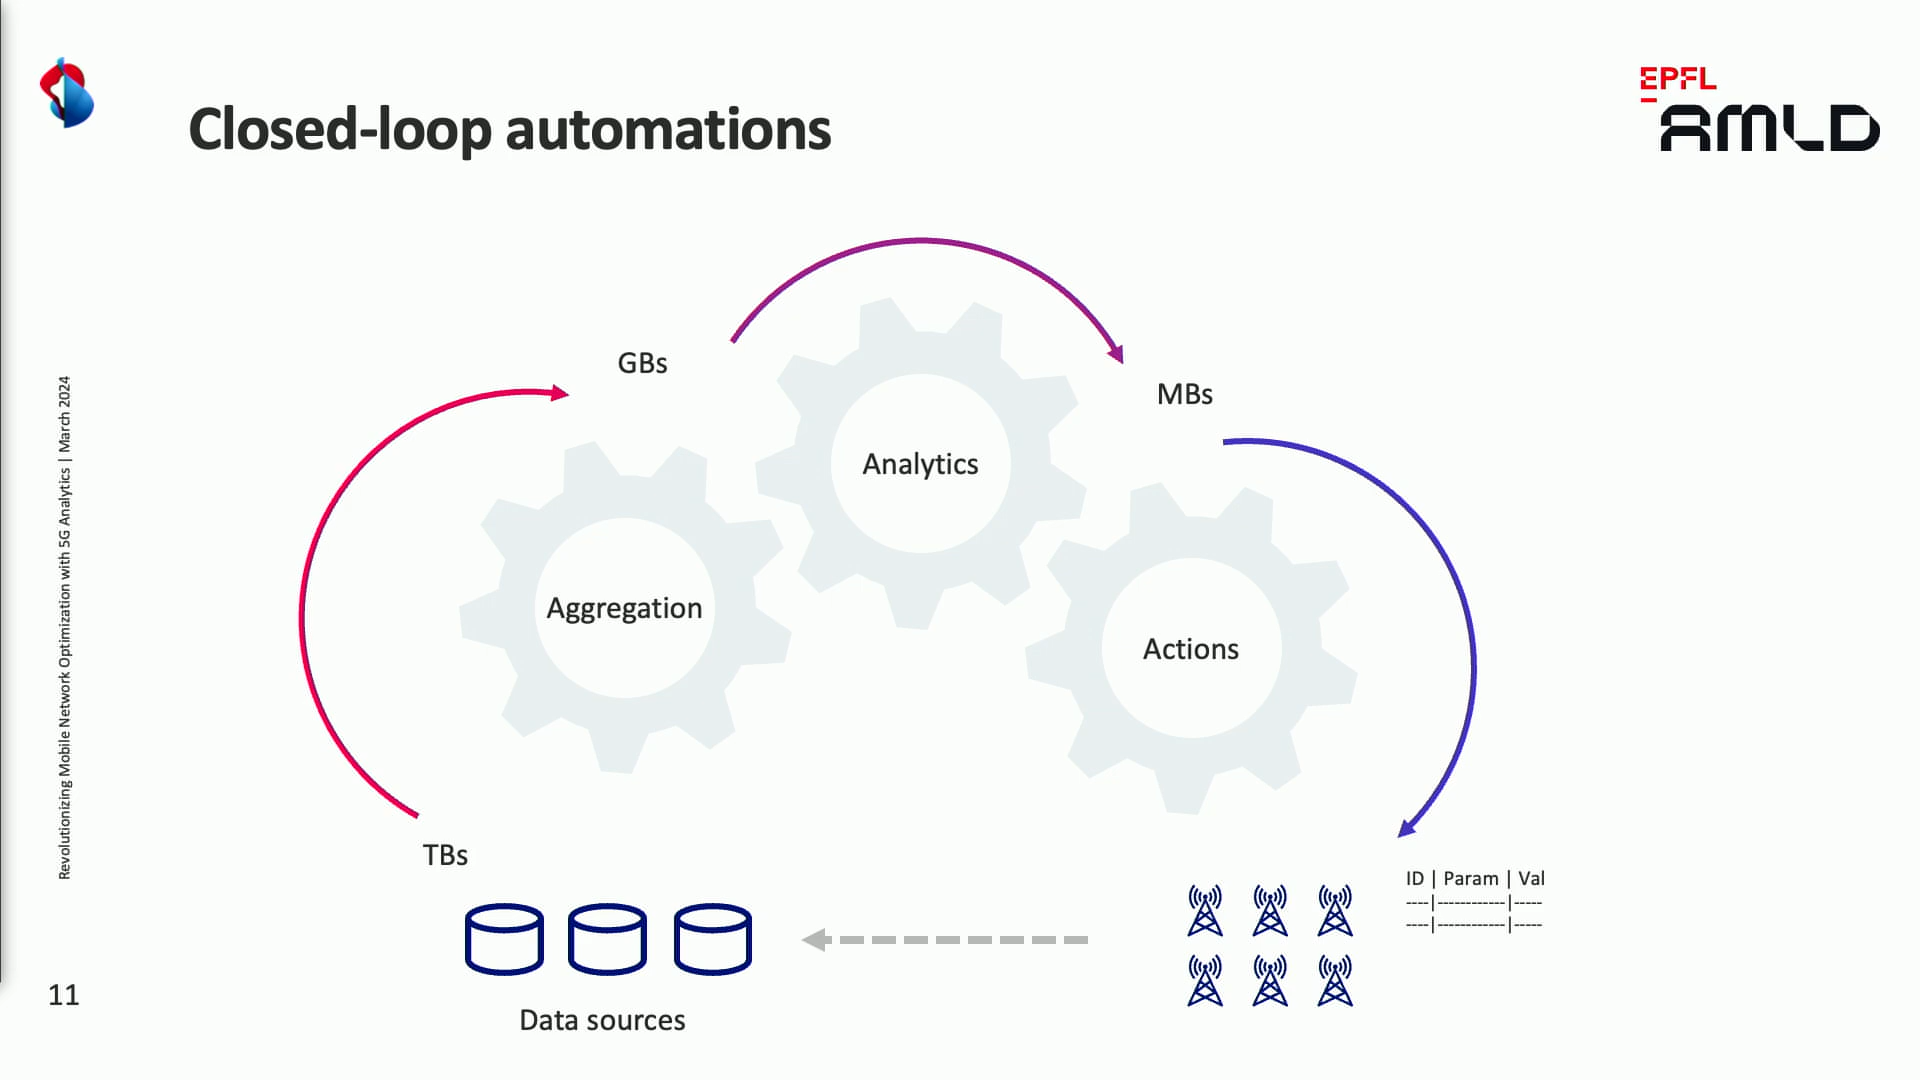 Closed-loop automations
EPFL
AMLD
GBs
MBs
Analytics
Aggregation
Actions
TBs
ID | Param | Val
----|------------|-----
----|------------|-----
Data sources
Revolutionizing Mobile Network Optimization with 5G Analytics | March 2024
11